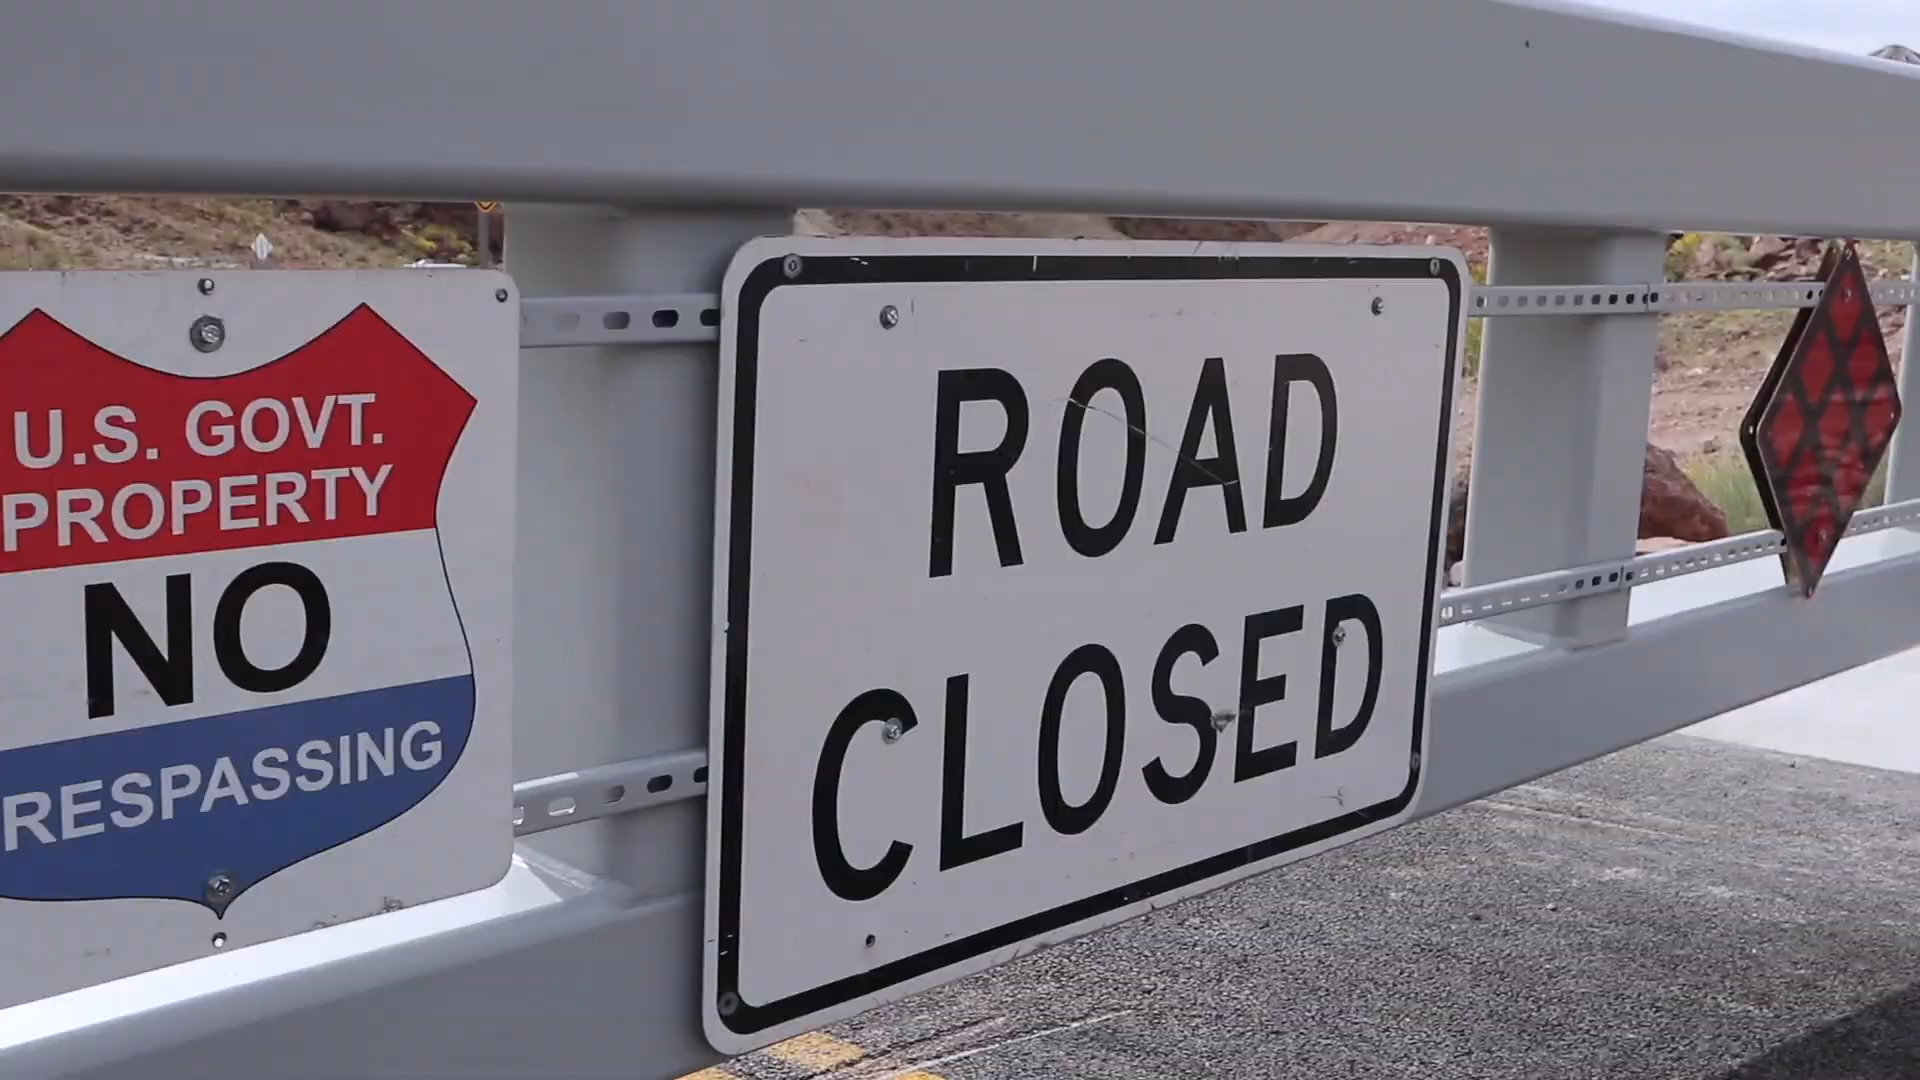 U.S. GOVT.
PROPERTY
NO
RESPASSING
ROAD
CLOSED